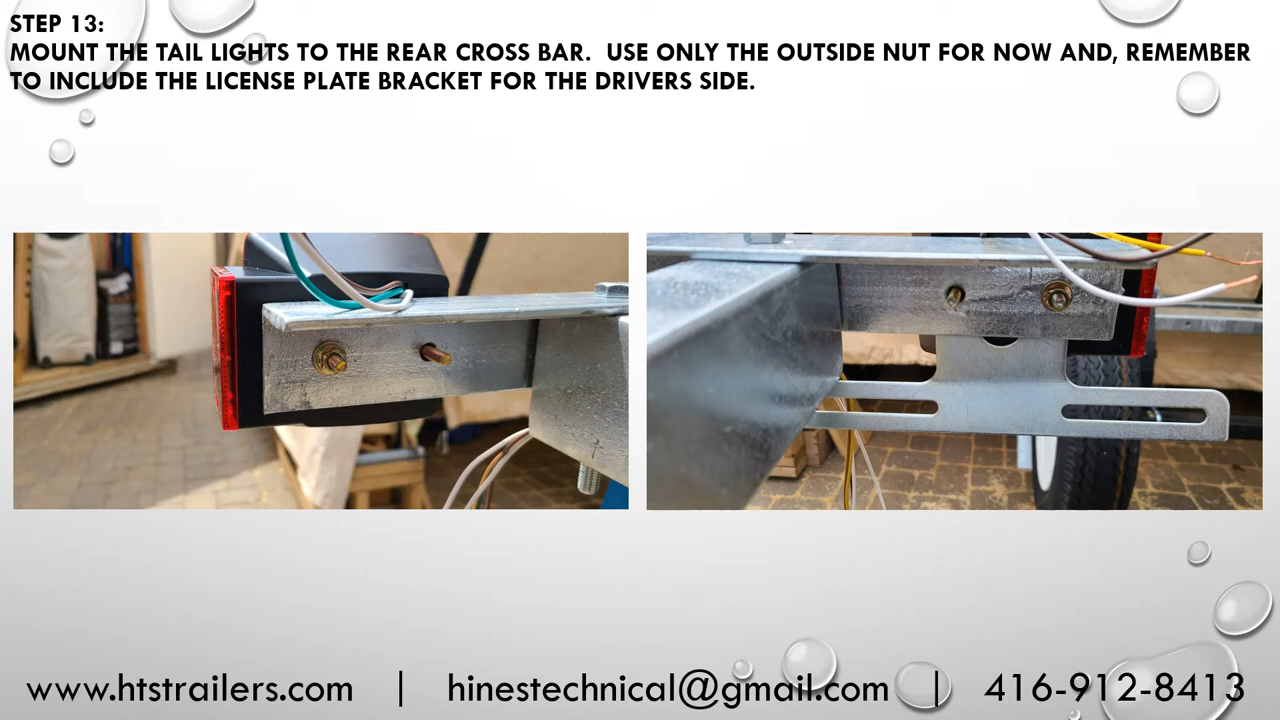 STEP 13:
MOUNT THE TAIL LIGHTS TO THE REAR CROSS BAR.  USE ONLY THE OUTSIDE NUT FOR NOW AND, REMEMBER
TO INCLUDE THE LICENSE PLATE BRACKET FOR THE DRIVERS SIDE.
www.htstrailers.com | hinestechnical@gmail.com | 416-912-8413